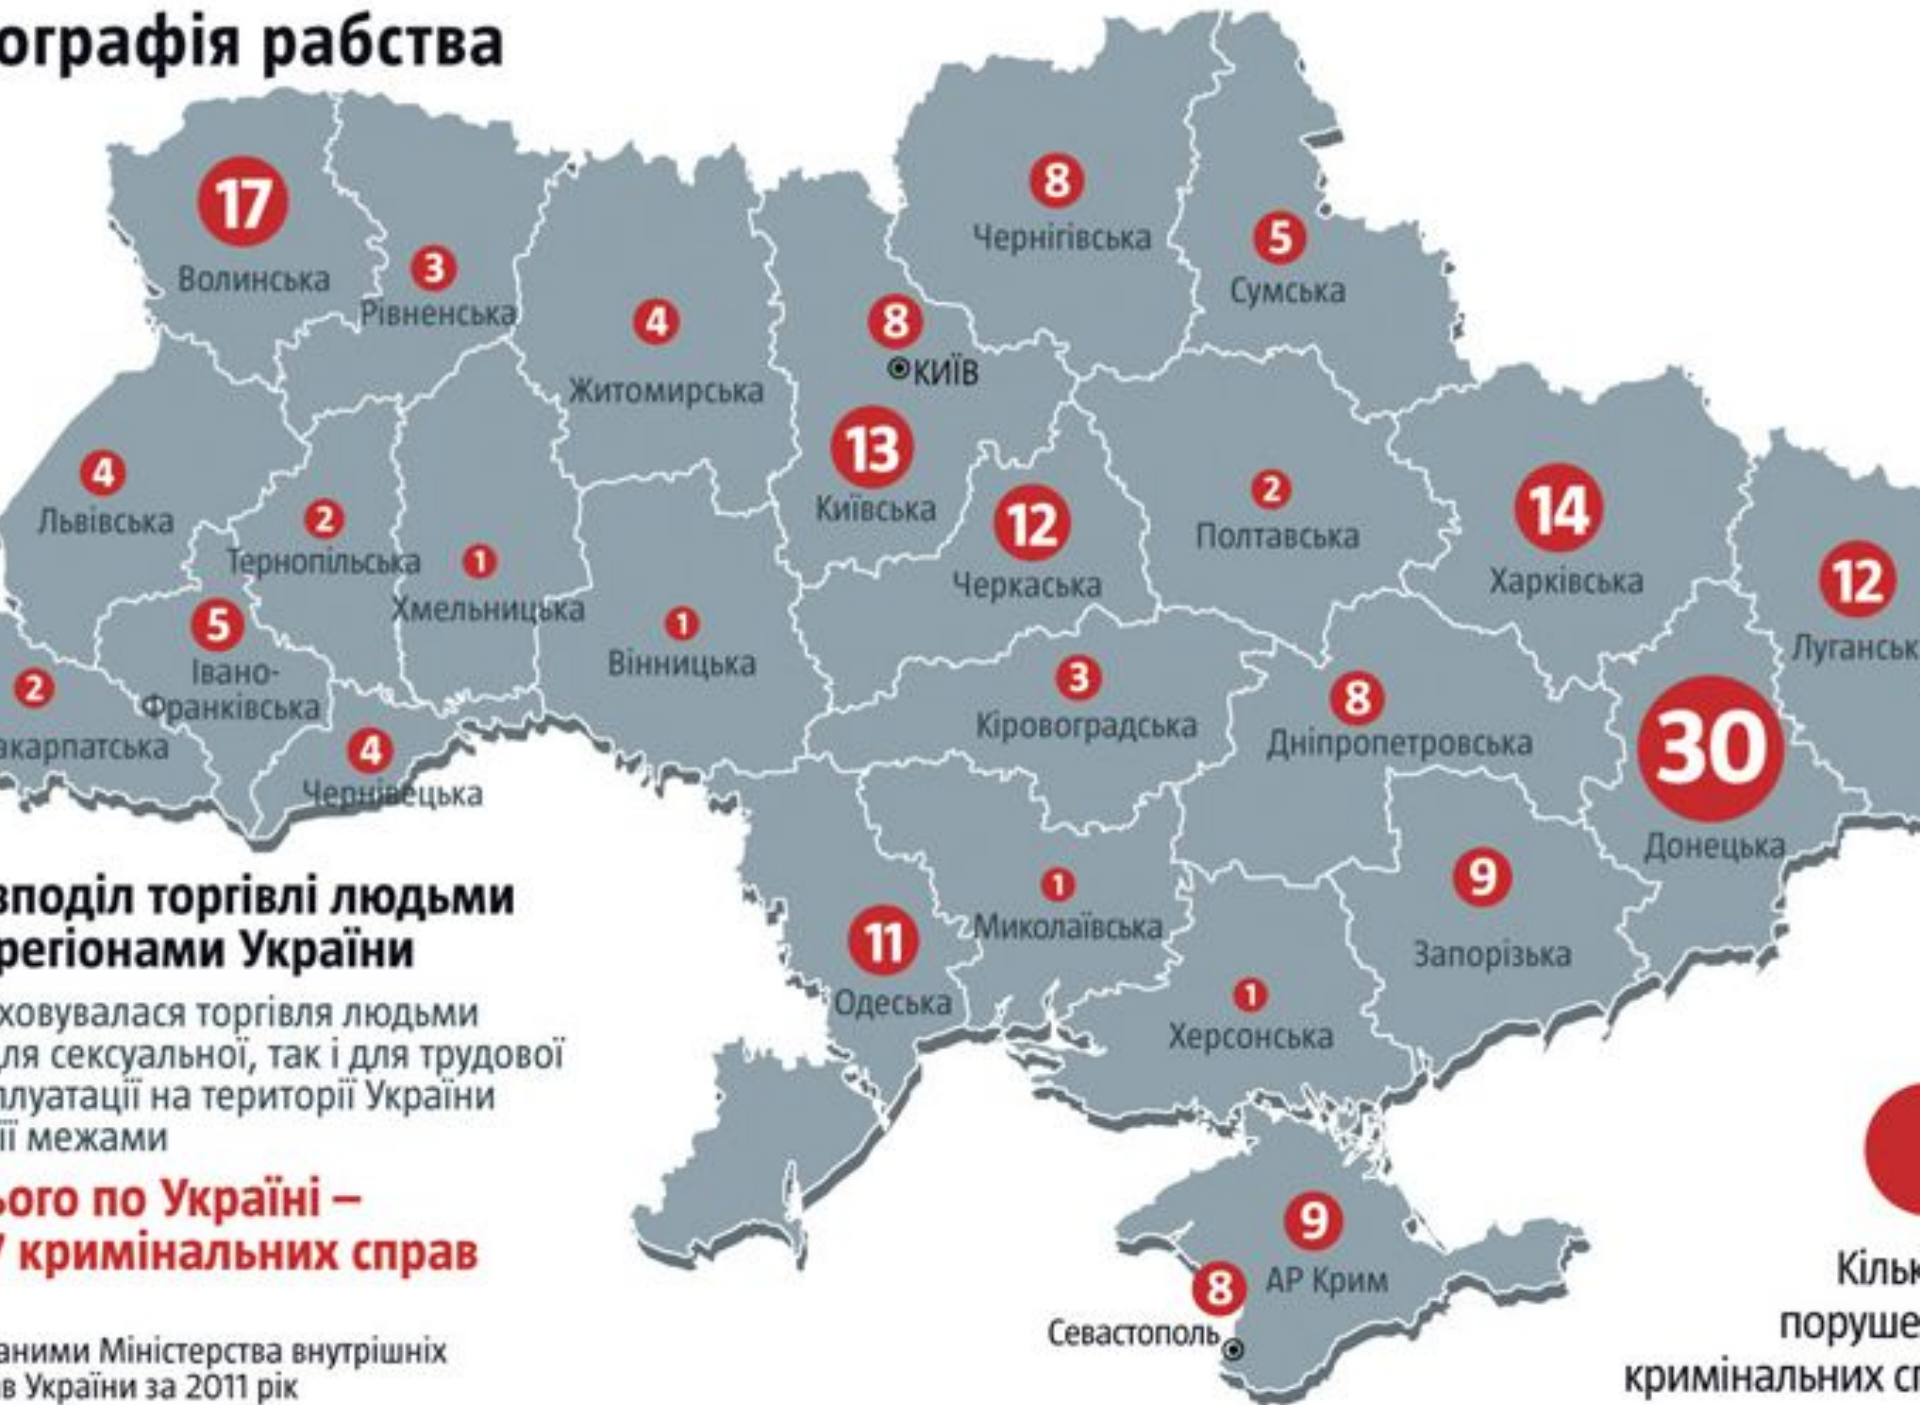 ографія рабства
17
Волинська
3
Рівненська
4
Житомирська
8
КИЇВ
13
Київська
8
Чернігівська
5
Сумська
4
Львівська
2
Тернопільська
1
Хмельницька
1
Вінницька
12
Черкаська
2
Полтавська
14
Харківська
12
Луганськ
2
акарпатська
5
Івано-
Франківська
4
Чернівецька
3
Кіровоградська
8
Дніпропетровська
30
Донецька
11
Одеська
1
Миколаївська
1
Херсонська
9
Запорізька
9
АР Крим
8
Севастополь
зподіл торгівлі людьми
регіонами України
ховувалася торгівля людьми
для сексуальної, так і для трудової
плуатації на території України
її межами
ього по Україні –
7 кримінальних справ
аними Міністерства внутрішніх
ав України за 2011 рік
Кільк
поруше
кримінальних сп